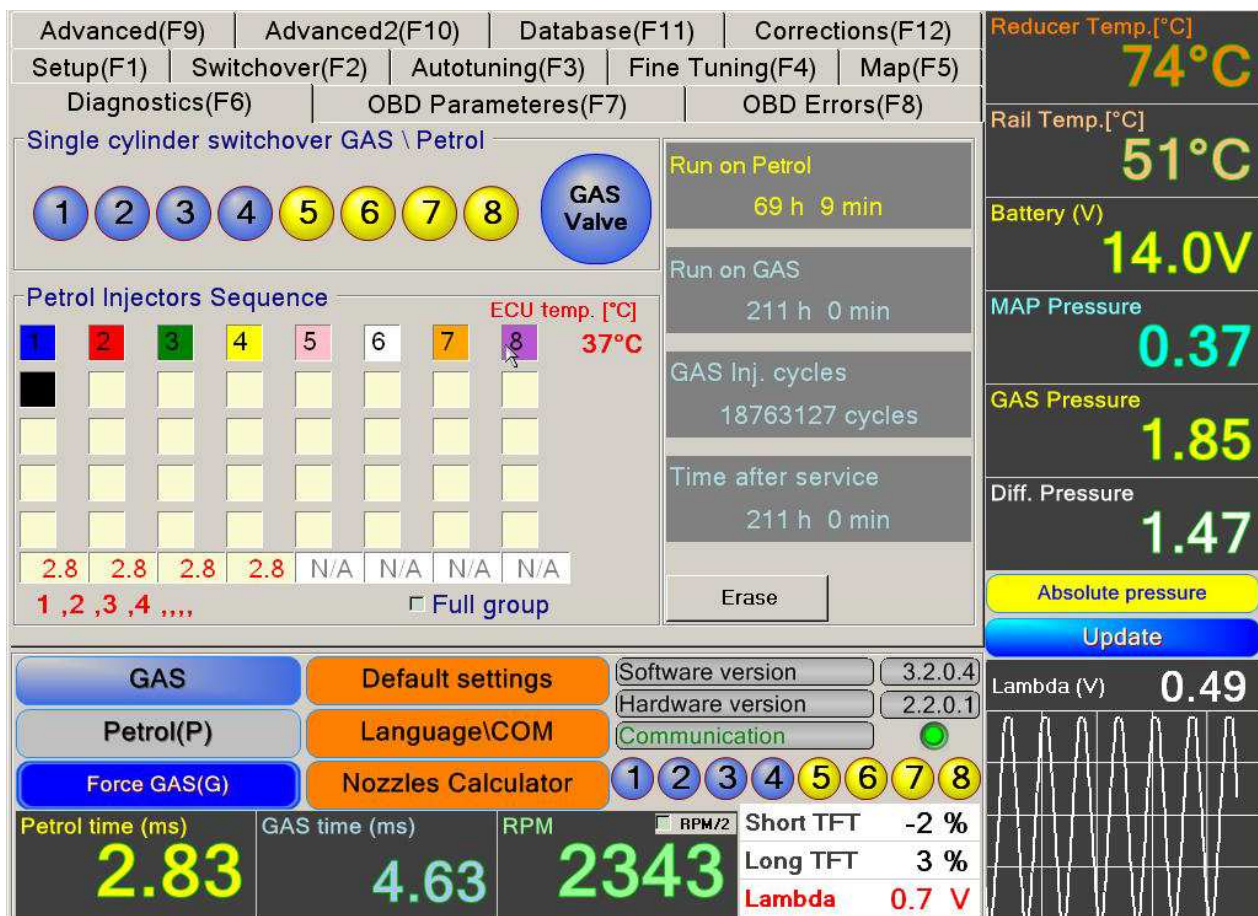 Advanced(F9) Advanced2(F10) Database(F11) Corrections(F12)
Setup(F1) Switchover(F2) Autotuning(F3) Fine Tuning(F4) Map(F5)
Diagnostics(F6) OBD Parameteres(F7) OBD Errors(F8)
Single cylinder switchover GAS \ Petrol
1 2 3 4 5 6 7 8
GAS
Valve
Petrol Injectors Sequence
ECU temp. [°C]
1 2 3 4 5 6 7 8 37°C
2.8 2.8 2.8 2.8 N/A N/A N/A N/A
1 ,2 ,3 ,4 ,,,,
Full group
Run on Petrol
69 h 9 min
Run on GAS
211 h 0 min
GAS Inj. cycles
18763127 cycles
Time after service
211 h 0 min
Erase
Reducer Temp.[°C]
74°C
Rail Temp.[°C]
51°C
Battery (V)
14.0V
MAP Pressure
0.37
GAS Pressure
1.85
Diff. Pressure
1.47
Absolute pressure
Update
Lambda (V) 0.49
GAS
Petrol(P)
Force GAS(G)
Default settings
Language\COM
Nozzles Calculator
Software version 3.2.0.4
Hardware version 2.2.0.1
Communication
1 2 3 4 5 6 7 8
Petrol time (ms)
2.83
GAS time (ms)
4.63
RPM
RPM/2
2343
Short TFT -2 %
Long TFT 3 %
Lambda 0.7 V